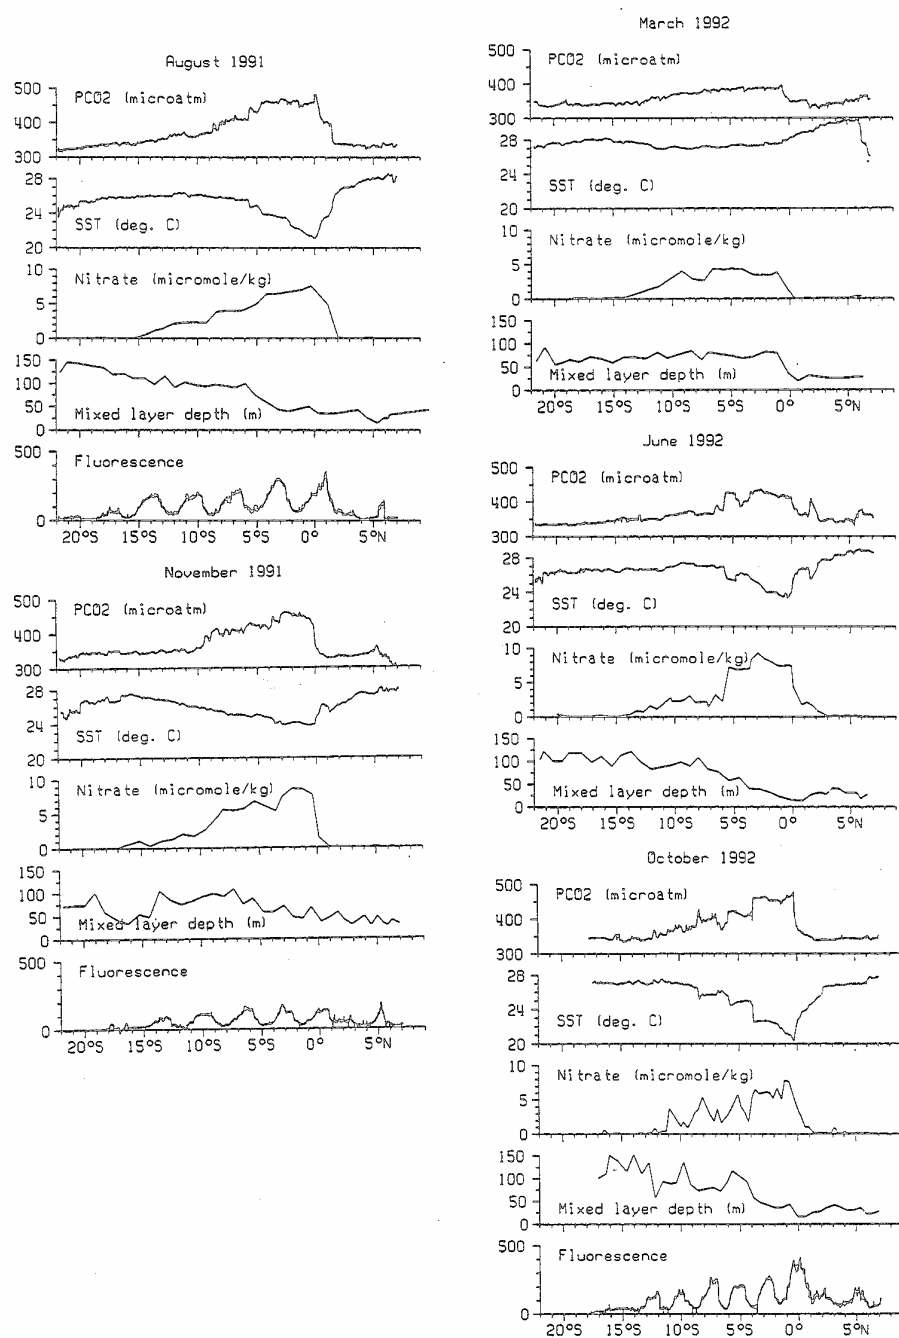 August 1991
500
400
300
PCO2 (microatm)
28
24
20
SST (deg. C)
10
5
0
Nitrate (micromole/kg)
150
100
50
0
Mixed layer depth (m)
500
0
Fluorescence
20°S 15°S 10°S 5°S 0° 5°N
November 1991
500
400
300
PCO2 (microatm)
28
24
20
SST (deg. C)
10
5
0
Nitrate (micromole/kg)
150
100
50
0
Mixed layer depth (m)
500
0
Fluorescence
20°S 15°S 10°S 5°S 0° 5°N
March 1992
500
400
300
PCO2 (microatm)
28
24
20
SST (deg. C)
10
5
0
Nitrate (micromole/kg)
150
100
50
0
Mixed layer depth (m)
20°S 15°S 10°S 5°S 0° 5°N
June 1992
500
400
300
PCO2 (microatm)
28
24
20
SST (deg. C)
10
5
0
Nitrate (micromole/kg)
150
100
50
0
Mixed layer depth (m)
20°S 15°S 10°S 5°S 0° 5°N
October 1992
500
400
300
PCO2 (microatm)
28
24
20
SST (deg. C)
10
5
0
Nitrate (micromole/kg)
150
100
50
0
Mixed layer depth (m)
500
0
Fluorescence
20°S 15°S 10°S 5°S 0° 5°N